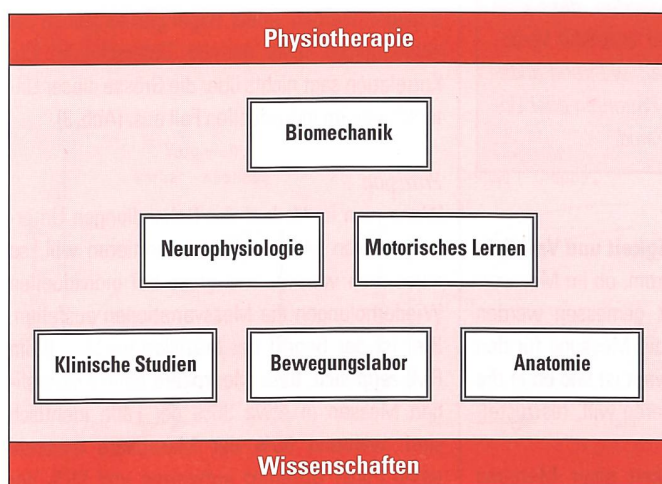 Physiotherapie
Biomechanik
Neurophysiologie
Motorisches Lernen
Klinische Studien
Bewegungslabor
Anatomie
Wissenschaften